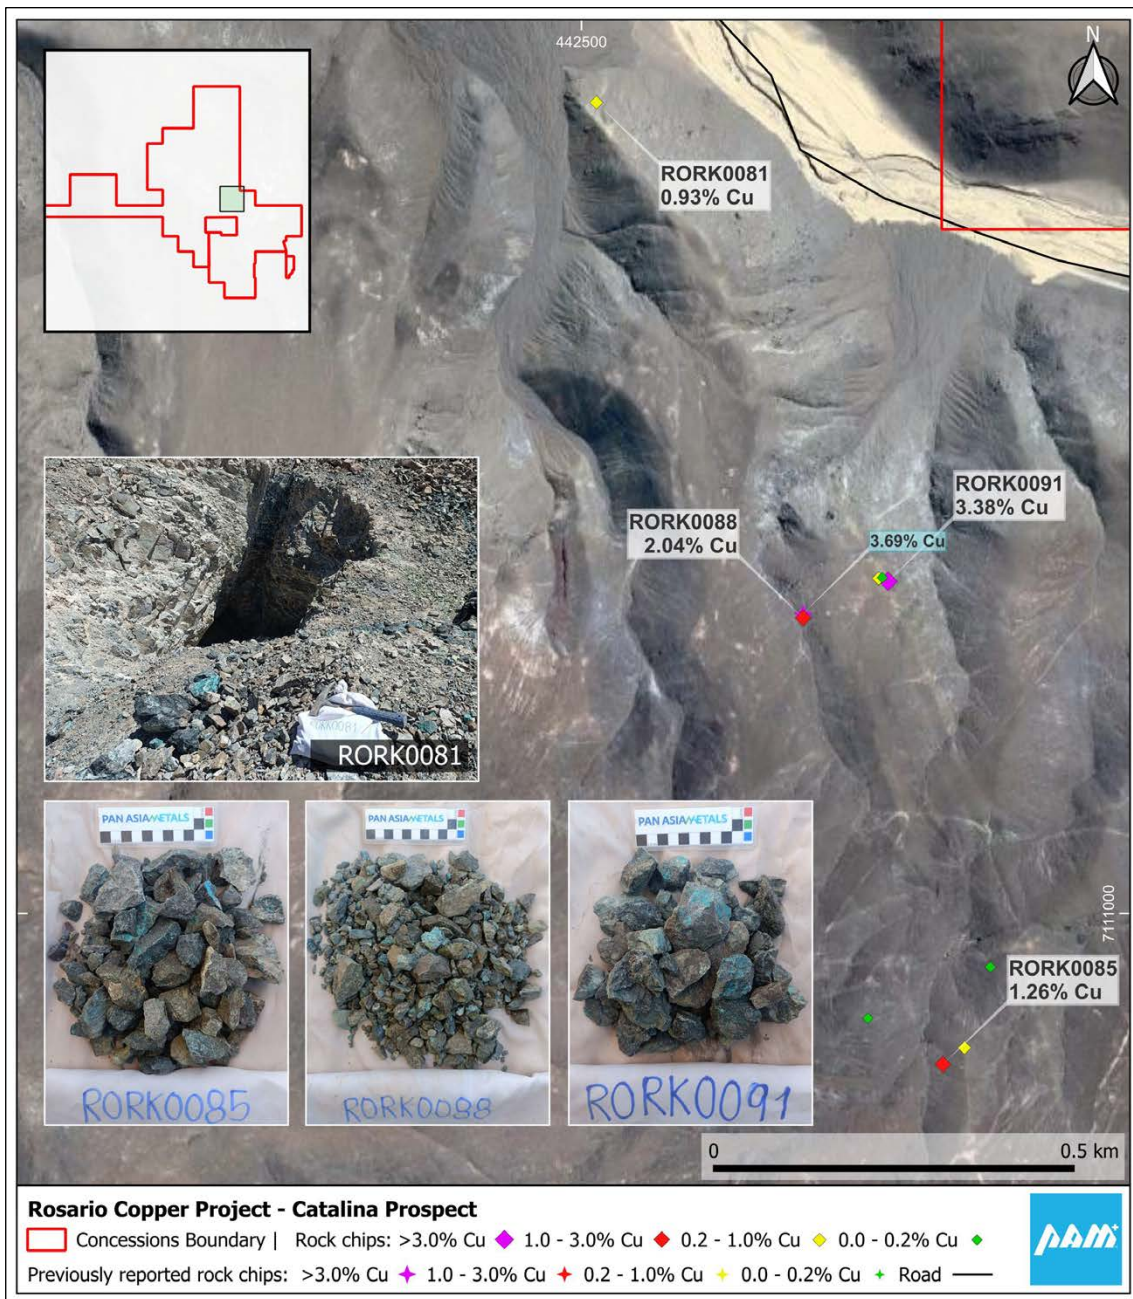 442500
N
RORK0081
0.93% Cu
RORK0091
3.38% Cu
RORK0088
2.04% Cu
3.69% Cu
RORK0081
RORK0081
PAN ASIA METALS
PAN ASIA METALS
PAN ASIA METALS
RORK0085
RORK0088
RORK0091
7111000
RORK0085
1.26% Cu
0 0.5 km
Rosario Copper Project - Catalina Prospect
Concessions Boundary | Rock chips: >3.0% Cu 1.0 - 3.0% Cu 0.2 - 1.0% Cu 0.0 - 0.2% Cu
Previously reported rock chips: >3.0% Cu 1.0 - 3.0% Cu 0.2 - 1.0% Cu 0.0 - 0.2% Cu Road
PAM+